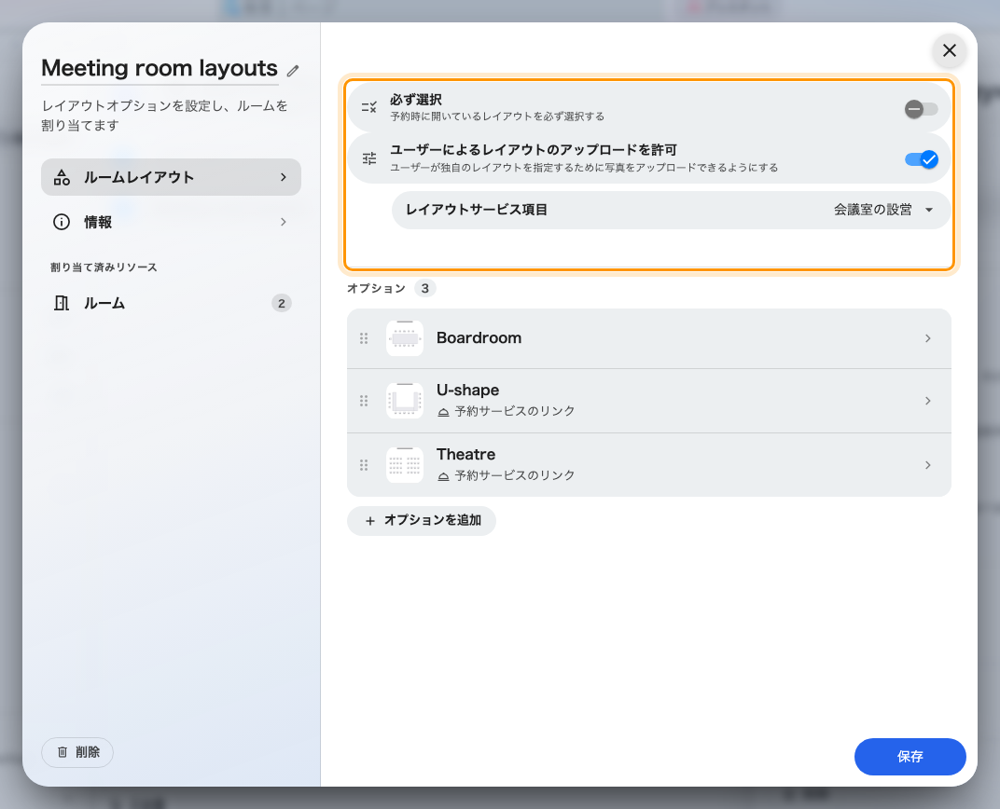 Meeting room layouts
レイアウトオプションを設定し、ルームを
割り当てます
ルームレイアウト
情報
割り当て済みリソース
ルーム
2
削除
必ず選択
予約時に開いているレイアウトを必ず選択する
ユーザーによるレイアウトのアップロードを許可
ユーザーが独自のレイアウトを指定するために写真をアップロードできるようにする
レイアウトサービス項目
会議室の設営
オプション 3
Boardroom
U-shape
予約サービスのリンク
Theatre
予約サービスのリンク
+ オプションを追加
保存